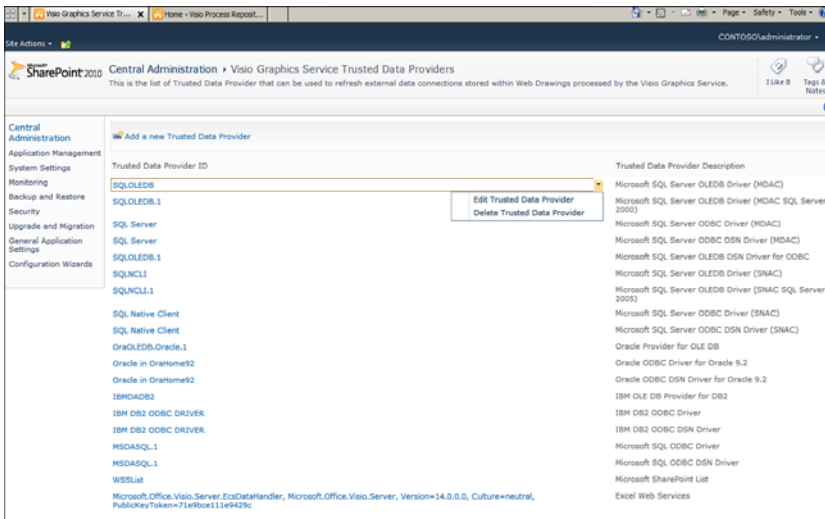 Visio Graphics Service Tr... X
Home - Visio Process Reposit...
Page Safety Tools
Site Actions
CONTOSO\administrator
Microsoft SharePoint 2010
Central Administration ▸ Visio Graphics Service Trusted Data Providers
This is the list of Trusted Data Provider that can be used to refresh external data connections stored within Web Drawings processed by the Visio Graphics Service.
I Like It
Tags &
Notes
Central
Administration
Application Management
System Settings
Monitoring
Backup and Restore
Security
Upgrade and Migration
General Application
Settings
Configuration Wizards
Add a new Trusted Data Provider
Trusted Data Provider ID Trusted Data Provider Description
SQLOLEDB Microsoft SQL Server OLEDB Driver (MDAC)
Edit Trusted Data Provider
Delete Trusted Data Provider
SQLOLEDB.1 Microsoft SQL Server OLEDB Driver (MDAC SQL Server
2000)
SQL Server Microsoft SQL Server ODBC Driver (MDAC)
SQL Server Microsoft SQL Server ODBC DSN Driver (MDAC)
SQLOLEDB.1 Microsoft SQL Server OLEDB DSN Driver for ODBC
SQLNCLI Microsoft SQL Server OLEDB Driver (SNAC)
SQLNCLI.1 Microsoft SQL Server OLEDB Driver (SNAC SQL Server
2005)
SQL Native Client Microsoft SQL Server ODBC Driver (SNAC)
SQL Native Client Microsoft SQL Server ODBC DSN Driver (SNAC)
OraOLEDB.Oracle.1 Oracle Provider for OLE DB
Oracle in OraHome92 Oracle ODBC Driver for Oracle 9.2
Oracle in OraHome92 Oracle ODBC DSN Driver for Oracle 9.2
IBMDADB2 IBM OLE DB Provider for DB2
IBM DB2 ODBC DRIVER IBM DB2 ODBC Driver
IBM DB2 ODBC DRIVER IBM DB2 ODBC DSN Driver
MSDASQL.1 Microsoft SQL ODBC Driver
MSDASQL.1 Microsoft SQL ODBC DSN Driver
WSSList Microsoft SharePoint List
Microsoft.Office.Visio.Server.EcsDataHandler, Microsoft.Office.Visio.Server, Version=14.0.0.0, Culture=neutral, Excel Web Services
PublicKeyToken=71e9bce111e9429c